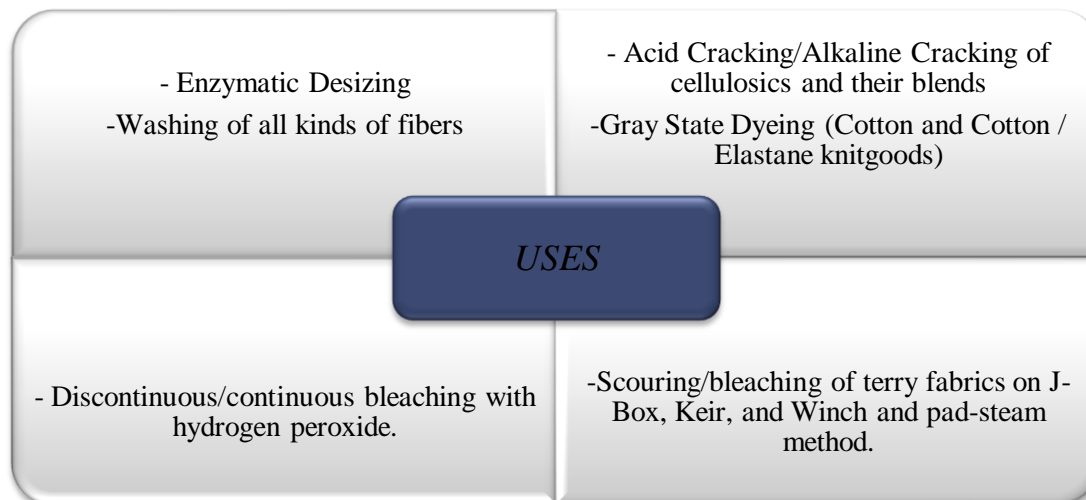 - Enzymatic Desizing
-Washing of all kinds of fibers
- Acid Cracking/Alkaline Cracking of
cellulosics and their blends
-Gray State Dyeing (Cotton and Cotton /
Elastane knitgoods)
USES
- Discontinuous/continuous bleaching with
hydrogen peroxide.
-Scouring/bleaching of terry fabrics on J-
Box, Keir, and Winch and pad-steam
method.